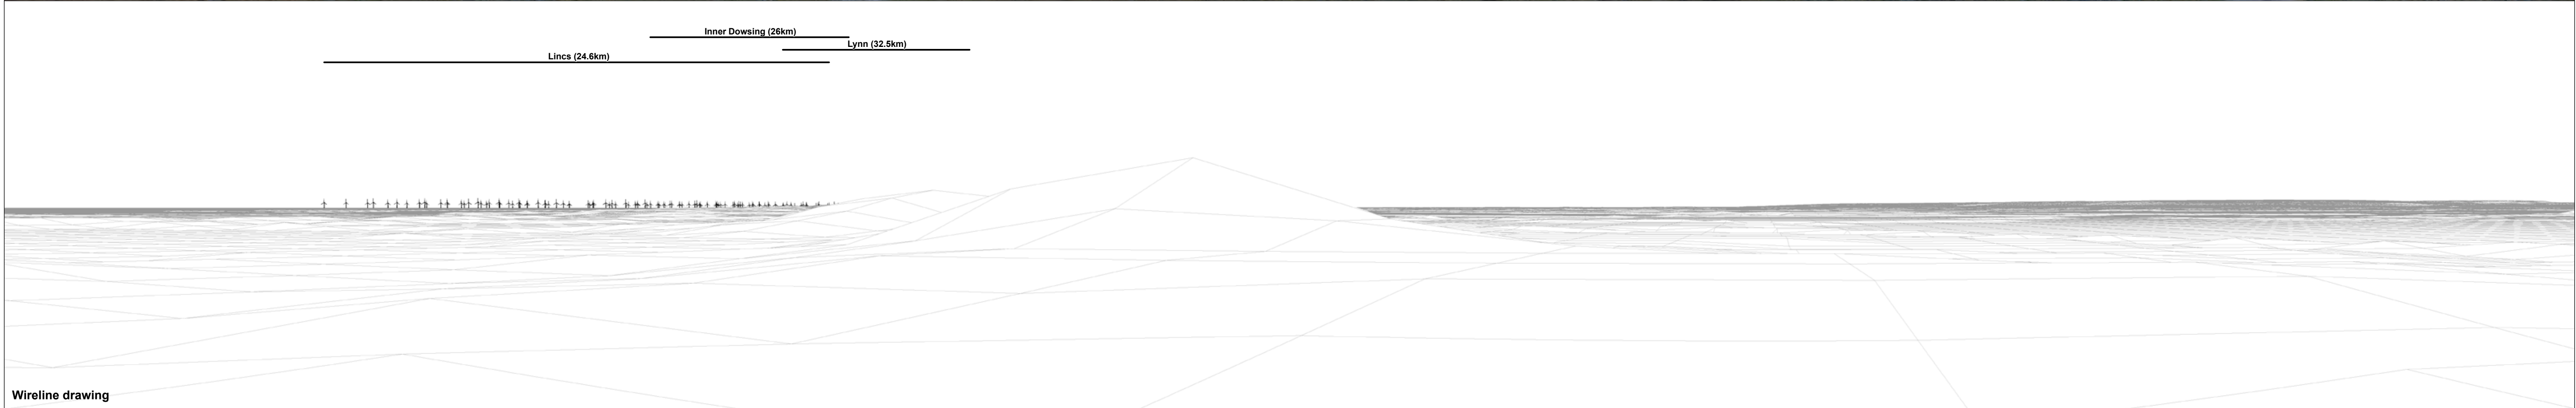 Inner Dowsing (26km)
Lynn (32.5km)
Lincs (24.6km)
Wireline drawing